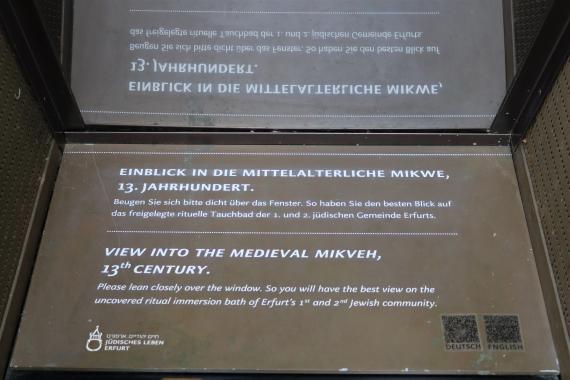 EINBLICK IN DIE MITTELALTERLICHE MIKWE,
13. JAHRHUNDERT.
Beugen Sie sich bitte dicht über das Fenster. So haben Sie den besten Blick auf
das freigelegte rituelle Tauchbad der 1. und 2. jüdischen Gemeinde Erfurts.
VIEW INTO THE MEDIEVAL MIKVEH,
13th CENTURY.
Please lean closely over the window. So you will have the best view on the
uncovered ritual immersion bath of Erfurt's 1st and 2nd Jewish community.
JÜDISCHES LEBEN
ERFURT
DEUTSCH ENGLISH